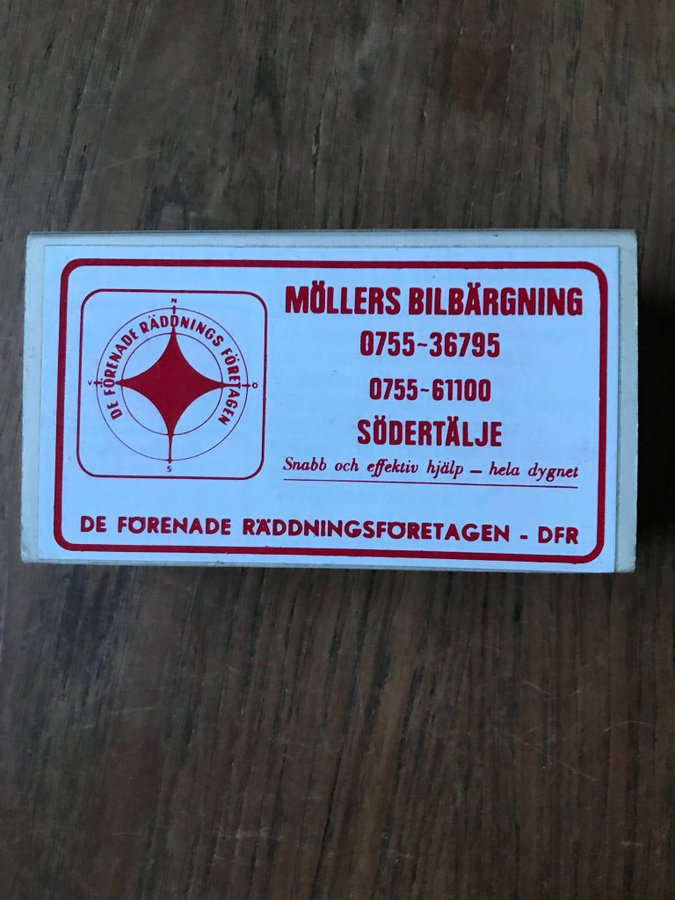 MÖLLERS BILBÄRGNING
0755-36795
0755-61100
SÖDERTÄLJE
Snabb och effektiv hjälp – hela dygnet
N
V
O
S
DE FÖRENADE RÄDDNINGS FÖRETAGEN
DE FÖRENADE RÄDDNINGSFÖRETAGEN - DFR